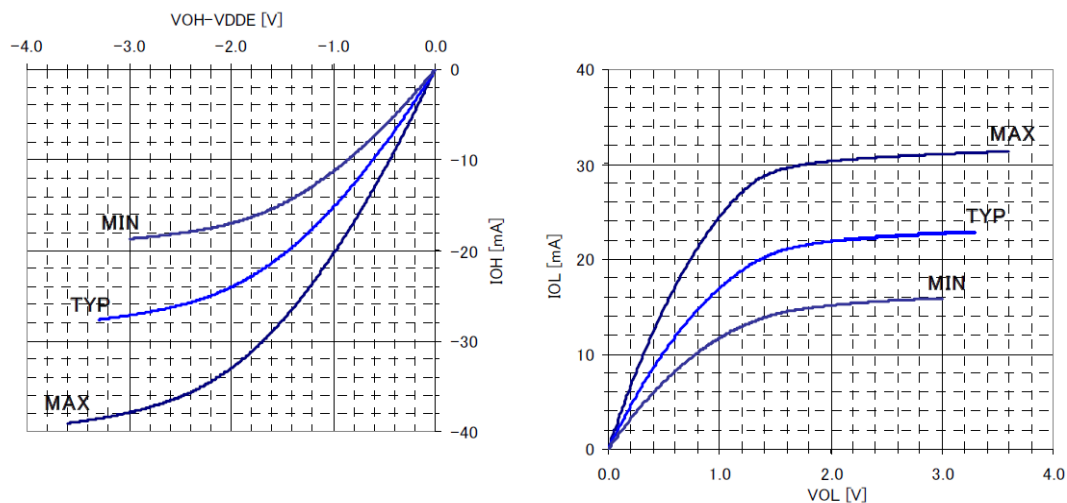 VOH-VDDE [V]
-4.0 -3.0 -2.0 -1.0 0.0
0
-10
-20
-30
-40
IOH [mA]
MIN
TYP
MAX
40
30
20
10
0
IOL [mA]
MAX
TYP
MIN
0.0 1.0 2.0 3.0 4.0
VOL [V]